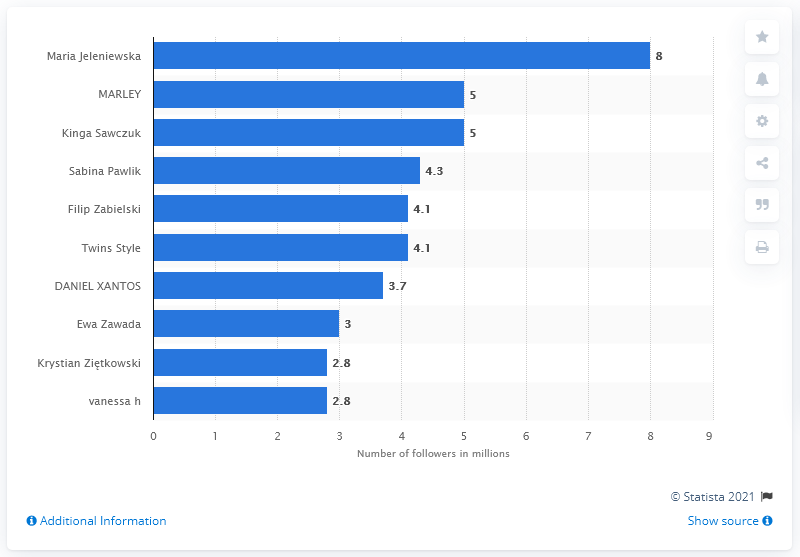 Maria Jeleniewska 8
MARLEY 5
Kinga Sawczuk 5
Sabina Pawlik 4.3
Filip Zabielski 4.1
Twins Style 4.1
DANIEL XANTOS 3.7
Ewa Zawada 3
Krystian Ziętkowski 2.8
vanessa h 2.8
0 1 2 3 4 5 6 7 8 9
Number of followers in millions
© Statista 2021
Additional Information Show source